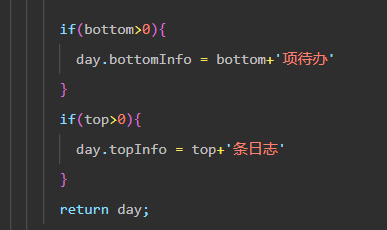 if(bottom>0){
day.bottomInfo = bottom+'项待办'
}
if(top>0){
day.topInfo = top+'条日志'
}
return day;